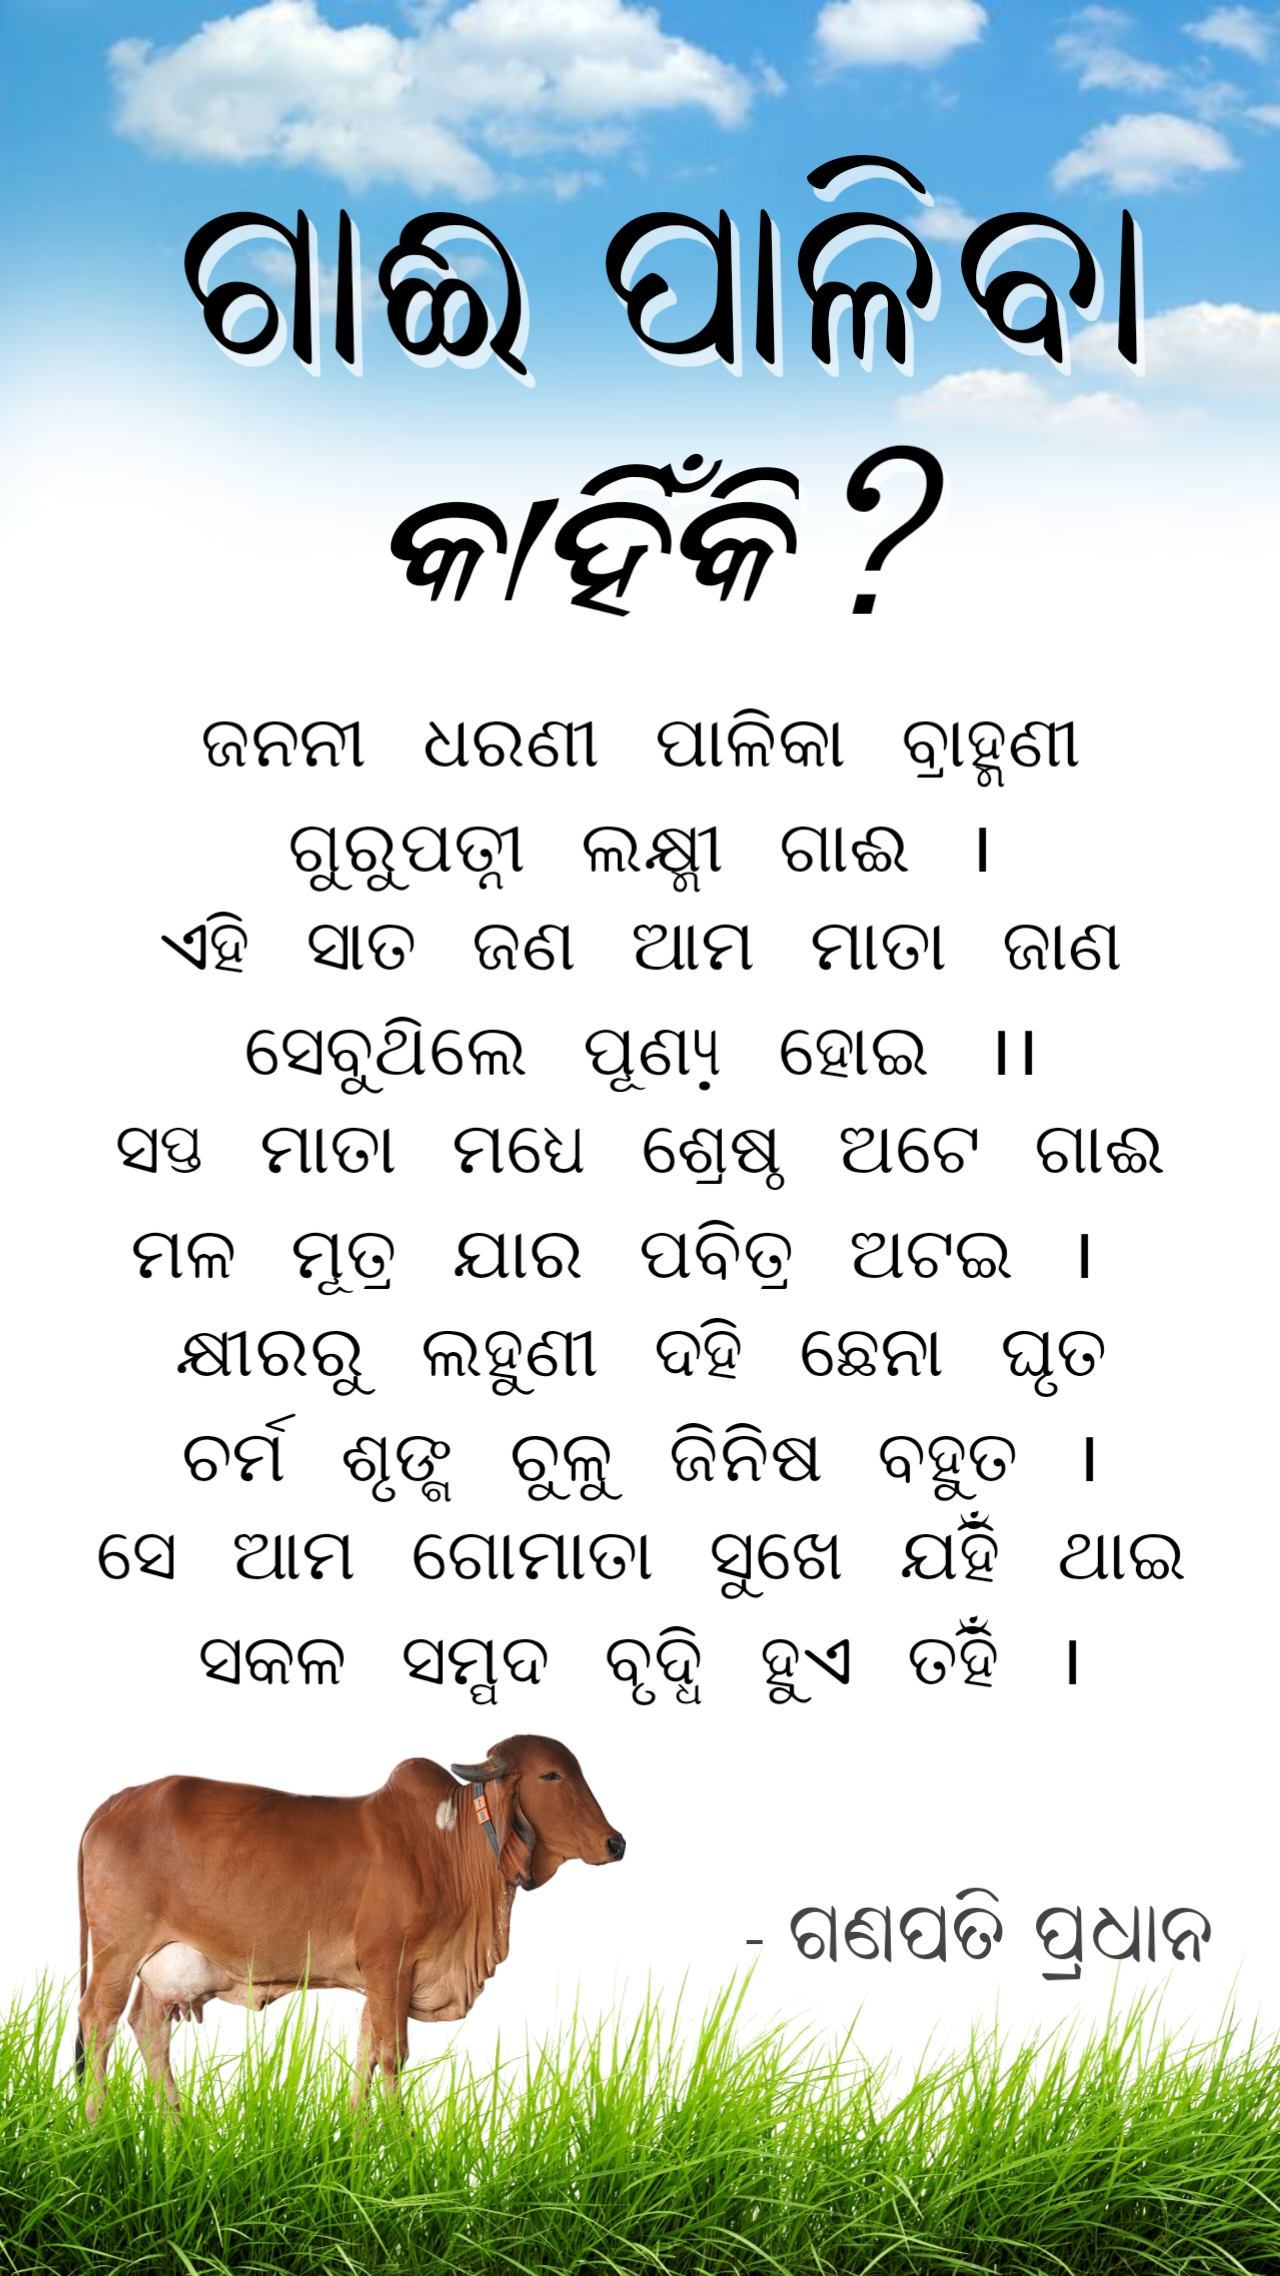 ଗାଈ ପାଳିବା
କାହିଁକି ?
ଜନନୀ ଧରଣୀ ପାଳିକା ବ୍ରାହ୍ମଣୀ
ଗୁରୁପତ୍ନୀ ଲକ୍ଷ୍ମୀ ଗାଈ ।
ଏହି ସାତ ଜଣ ଆମ ମାତା ଜାଣ
ସେବୁଥିଲେ ପୂଣ୍ୟ ହୋଇ ।।
ସପ୍ତ ମାତା ମଧ୍ୟେ ଶ୍ରେଷ୍ଠ ଅଟେ ଗାଈ
ମଳ ମୂତ୍ର ଯାର ପବିତ୍ର ଅଟଇ ।
କ୍ଷୀରରୁ ଲହୁଣୀ ଦହି ଛେନା ଘୃତ
ଚର୍ମ ଶୃଙ୍ଗ ଚୁଳୁ ଜିନିଷ ବହୁତ ।
ସେ ଆମ ଗୋମାତା ସୁଖେ ଯହିଁ ଥାଇ
ସକଳ ସମ୍ପଦ ବୃଦ୍ଧି ହୁଏ ତହିଁ ।
- ଗଣପତି ପ୍ରଧାନ